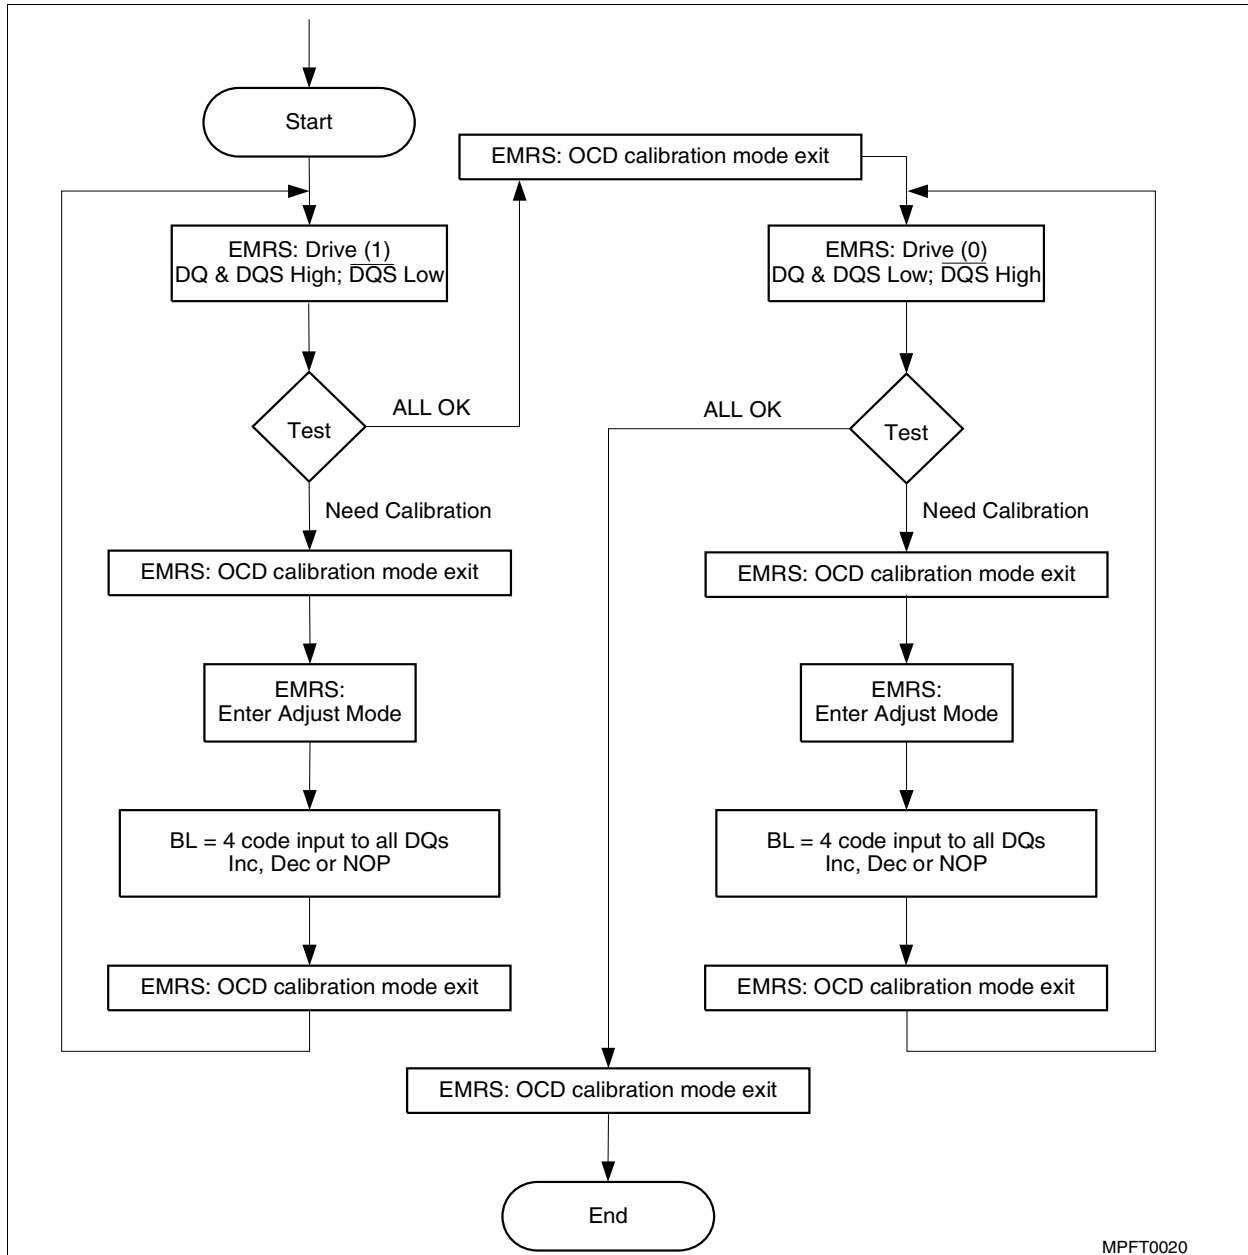 Start
EMRS: Drive (1)
DQ & DQS High; D̅Q̅S̅ Low
Test
ALL OK
Need Calibration
EMRS: OCD calibration mode exit
EMRS:
Enter Adjust Mode
BL = 4 code input to all DQs
Inc, Dec or NOP
EMRS: OCD calibration mode exit
EMRS: OCD calibration mode exit
EMRS: Drive (0)
DQ & DQS Low; D̅Q̅S̅ High
Test
ALL OK
Need Calibration
EMRS: OCD calibration mode exit
EMRS:
Enter Adjust Mode
BL = 4 code input to all DQs
Inc, Dec or NOP
EMRS: OCD calibration mode exit
EMRS: OCD calibration mode exit
End
MPFT0020